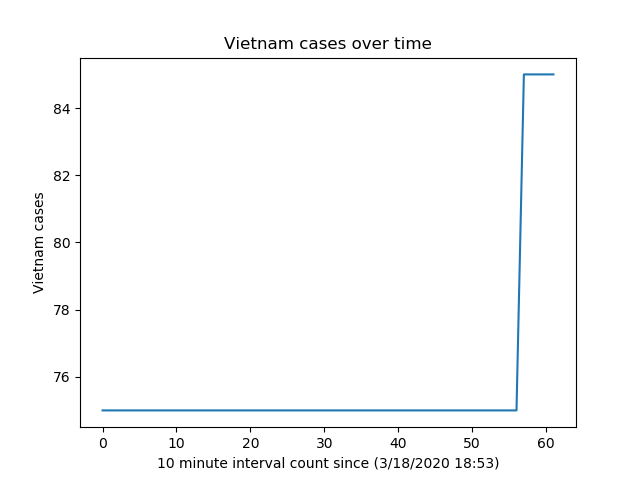 Vietnam cases over time
84
82
80
78
76
Vietnam cases
0 10 20 30 40 50 60
10 minute interval count since (3/18/2020 18:53)